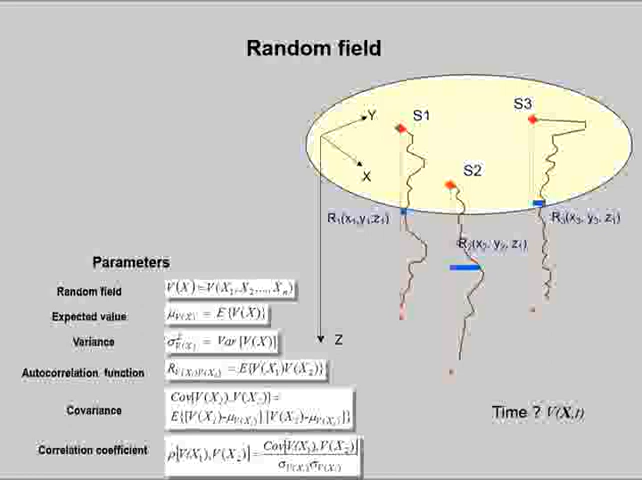 Random field
S1
S3
Y
S2
X
R1(x1,y1,z1)
R3(x3, y3, z1)
R2(x2, y2, z1)
Parameters
Random field V(X)=V(X1,X2,...,Xn)
Expected value μV(X) = E{V(X)}
Z
Variance σ²V(X) = Var[V(X)]
Autocorrelation function RV(X1)V(X2) = E{V(X1)V(X2)}
Covariance Cov[V(X1),V(X2)]=
E{[V(X1)-μV(X1)][V(X2)-μV(X2)]}
Time ? V(X,t)
Correlation coefficient ρ[V(X1),V(X2)]=Cov[V(X1),V(X2)]
σV(X1)σV(X2)